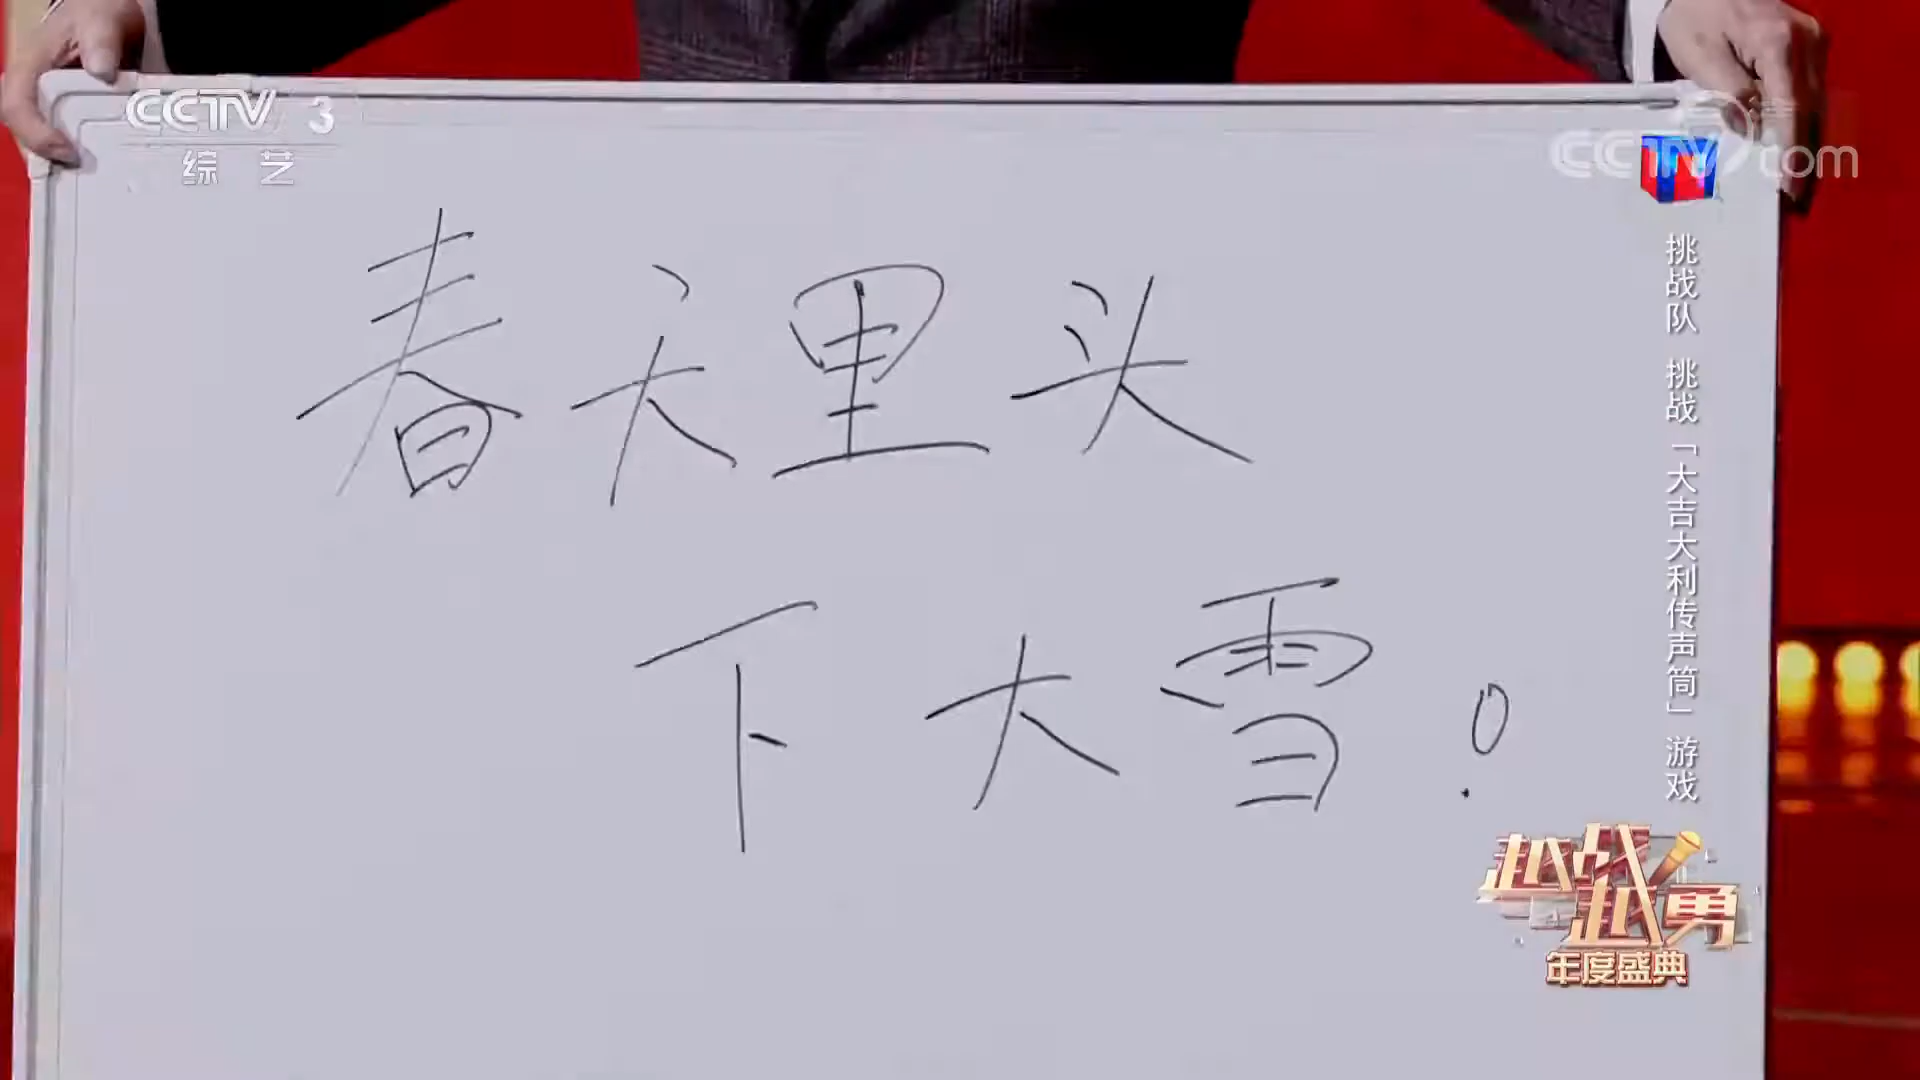 CCTV 3
综艺
CCTV.com
春天里头
下大雪!
挑战队 挑战「大吉大利传声筒」游戏
越战越勇
年度盛典